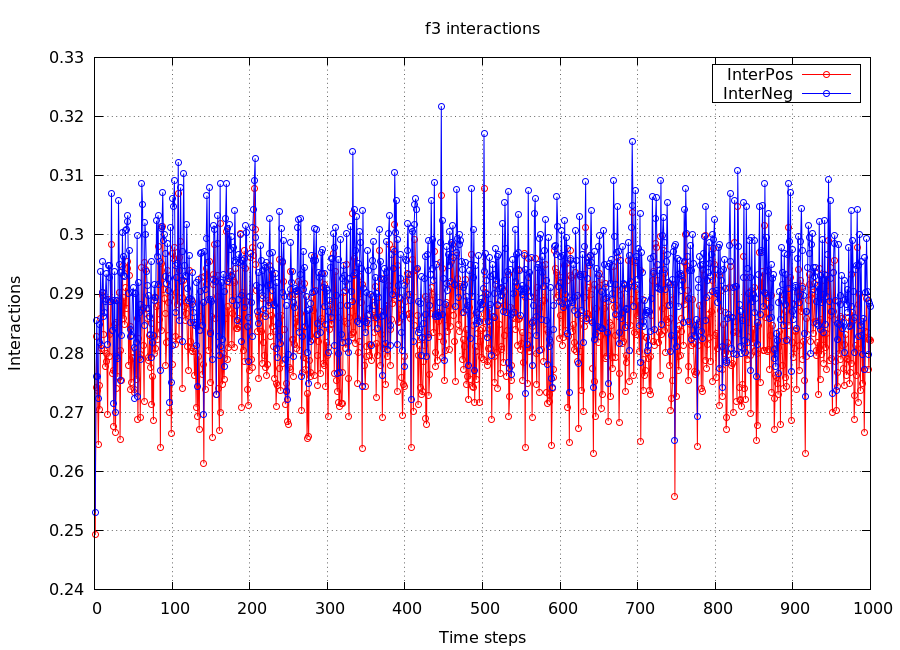 f3 interactions
InterPos
InterNeg
0.33
0.32
0.31
0.3
0.29
0.28
0.27
0.26
0.25
0.24
Interactions
0 100 200 300 400 500 600 700 800 900 1000
Time steps